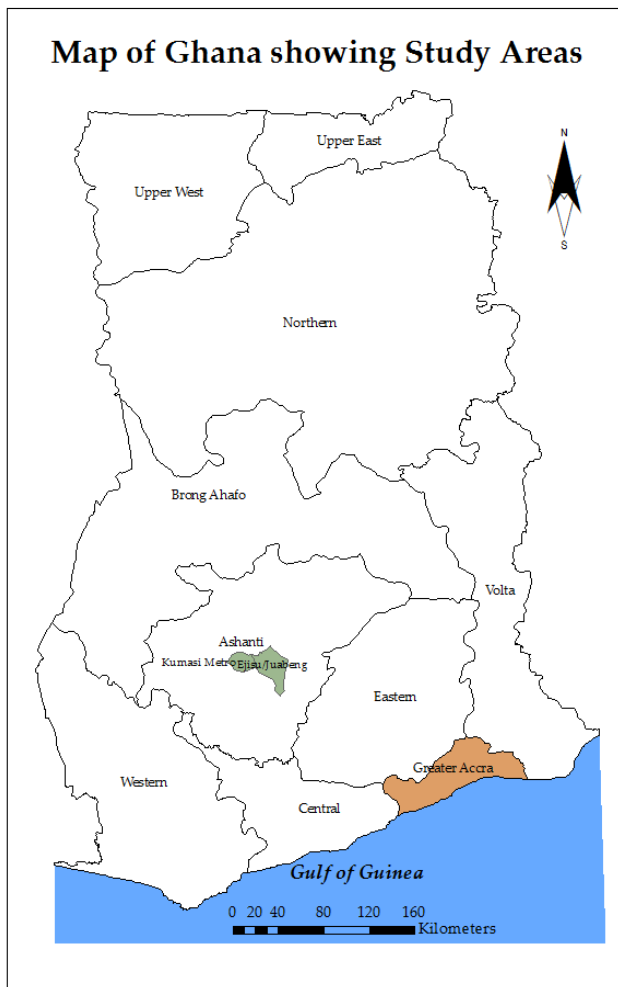 Map of Ghana showing Study Areas
N
S
Upper East
Upper West
Northern
Brong Ahafo
Volta
Ashanti
Kumasi Metro Ejisu/Juabeng
Eastern
Greater Accra
Western
Central
Gulf of Guinea
0 20 40 80 120 160
Kilometers